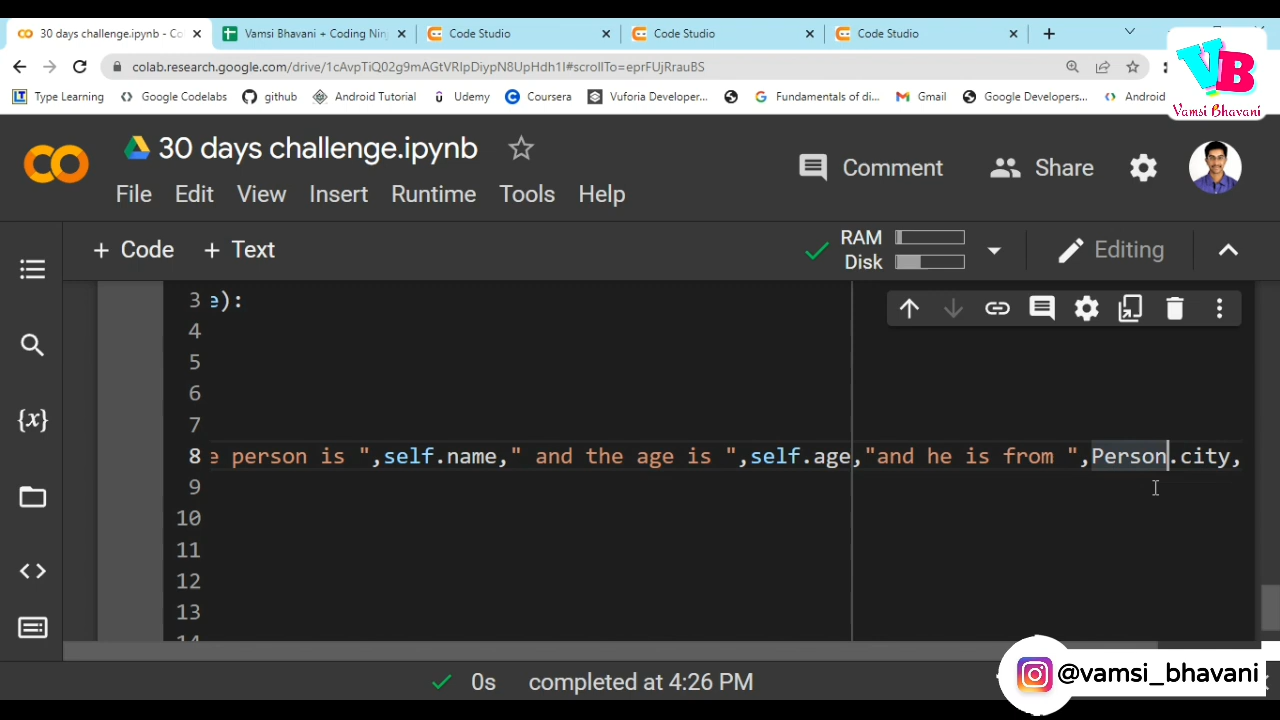 30 days challenge.ipynb - Co
Vamsi Bhavani + Coding Nin
Code Studio
Code Studio
Code Studio
colab.research.google.com/drive/1cAvpTiQ02g9mAGtVRIpDiypNPUpHdh1I#scrollTo=eprFUjRrauBS
Type Learning
Google Codelabs
github
Android Tutorial
Udemy
Coursera
Vuforia Developer...
Fundamentals of di...
Gmail
Google Developers...
Android
VB
Vamsi Bhavani
30 days challenge.ipynb
Comment
Share
File Edit View Insert Runtime Tools Help
+ Code + Text
RAM
Disk
Editing
3 e):
4
5
6
7
8 e person is ",self.name," and the age is ",self.age,"and he is from ",Person.city,
9
10
11
12
13
14
0s completed at 4:26 PM
@vamsi_bhavani